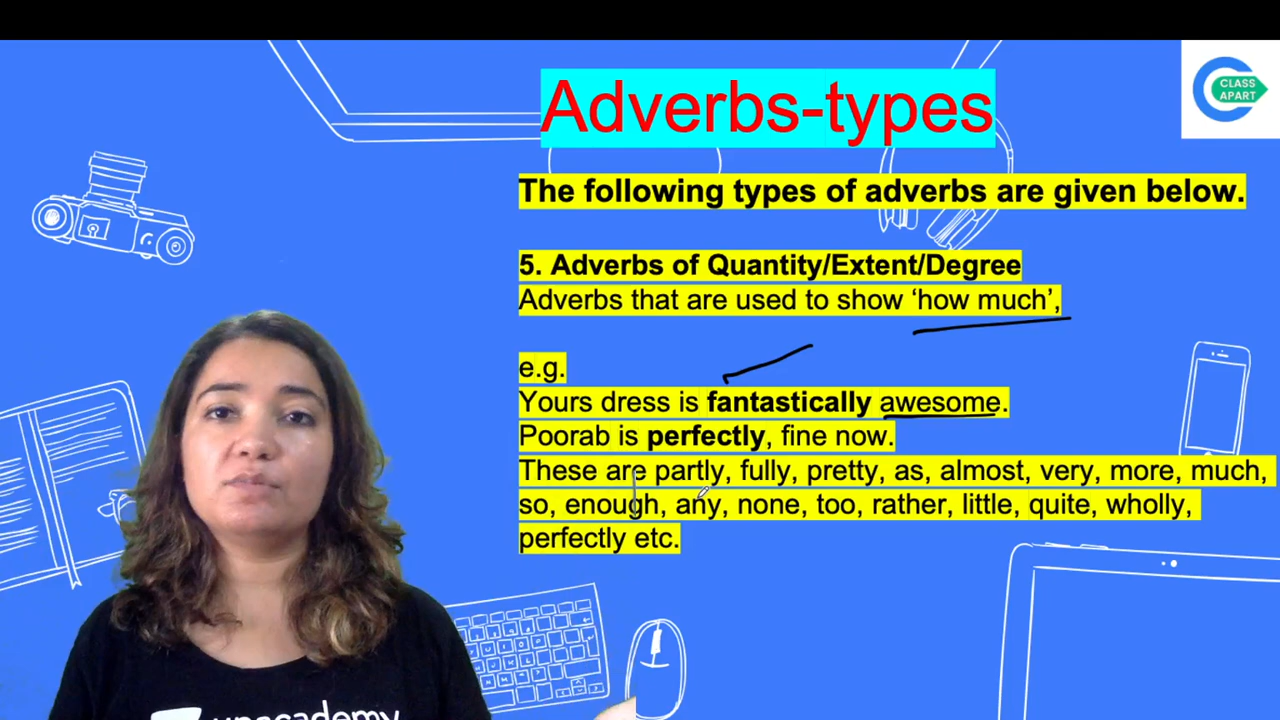 Adverbs-types
CLASS
APART
The following types of adverbs are given below.
5. Adverbs of Quantity/Extent/Degree
Adverbs that are used to show ‘how much’,
e.g.
Yours dress is fantastically awesome.
Poorab is perfectly, fine now.
These are partly, fully, pretty, as, almost, very, more, much,
so, enough, any, none, too, rather, little, quite, wholly,
perfectly etc.